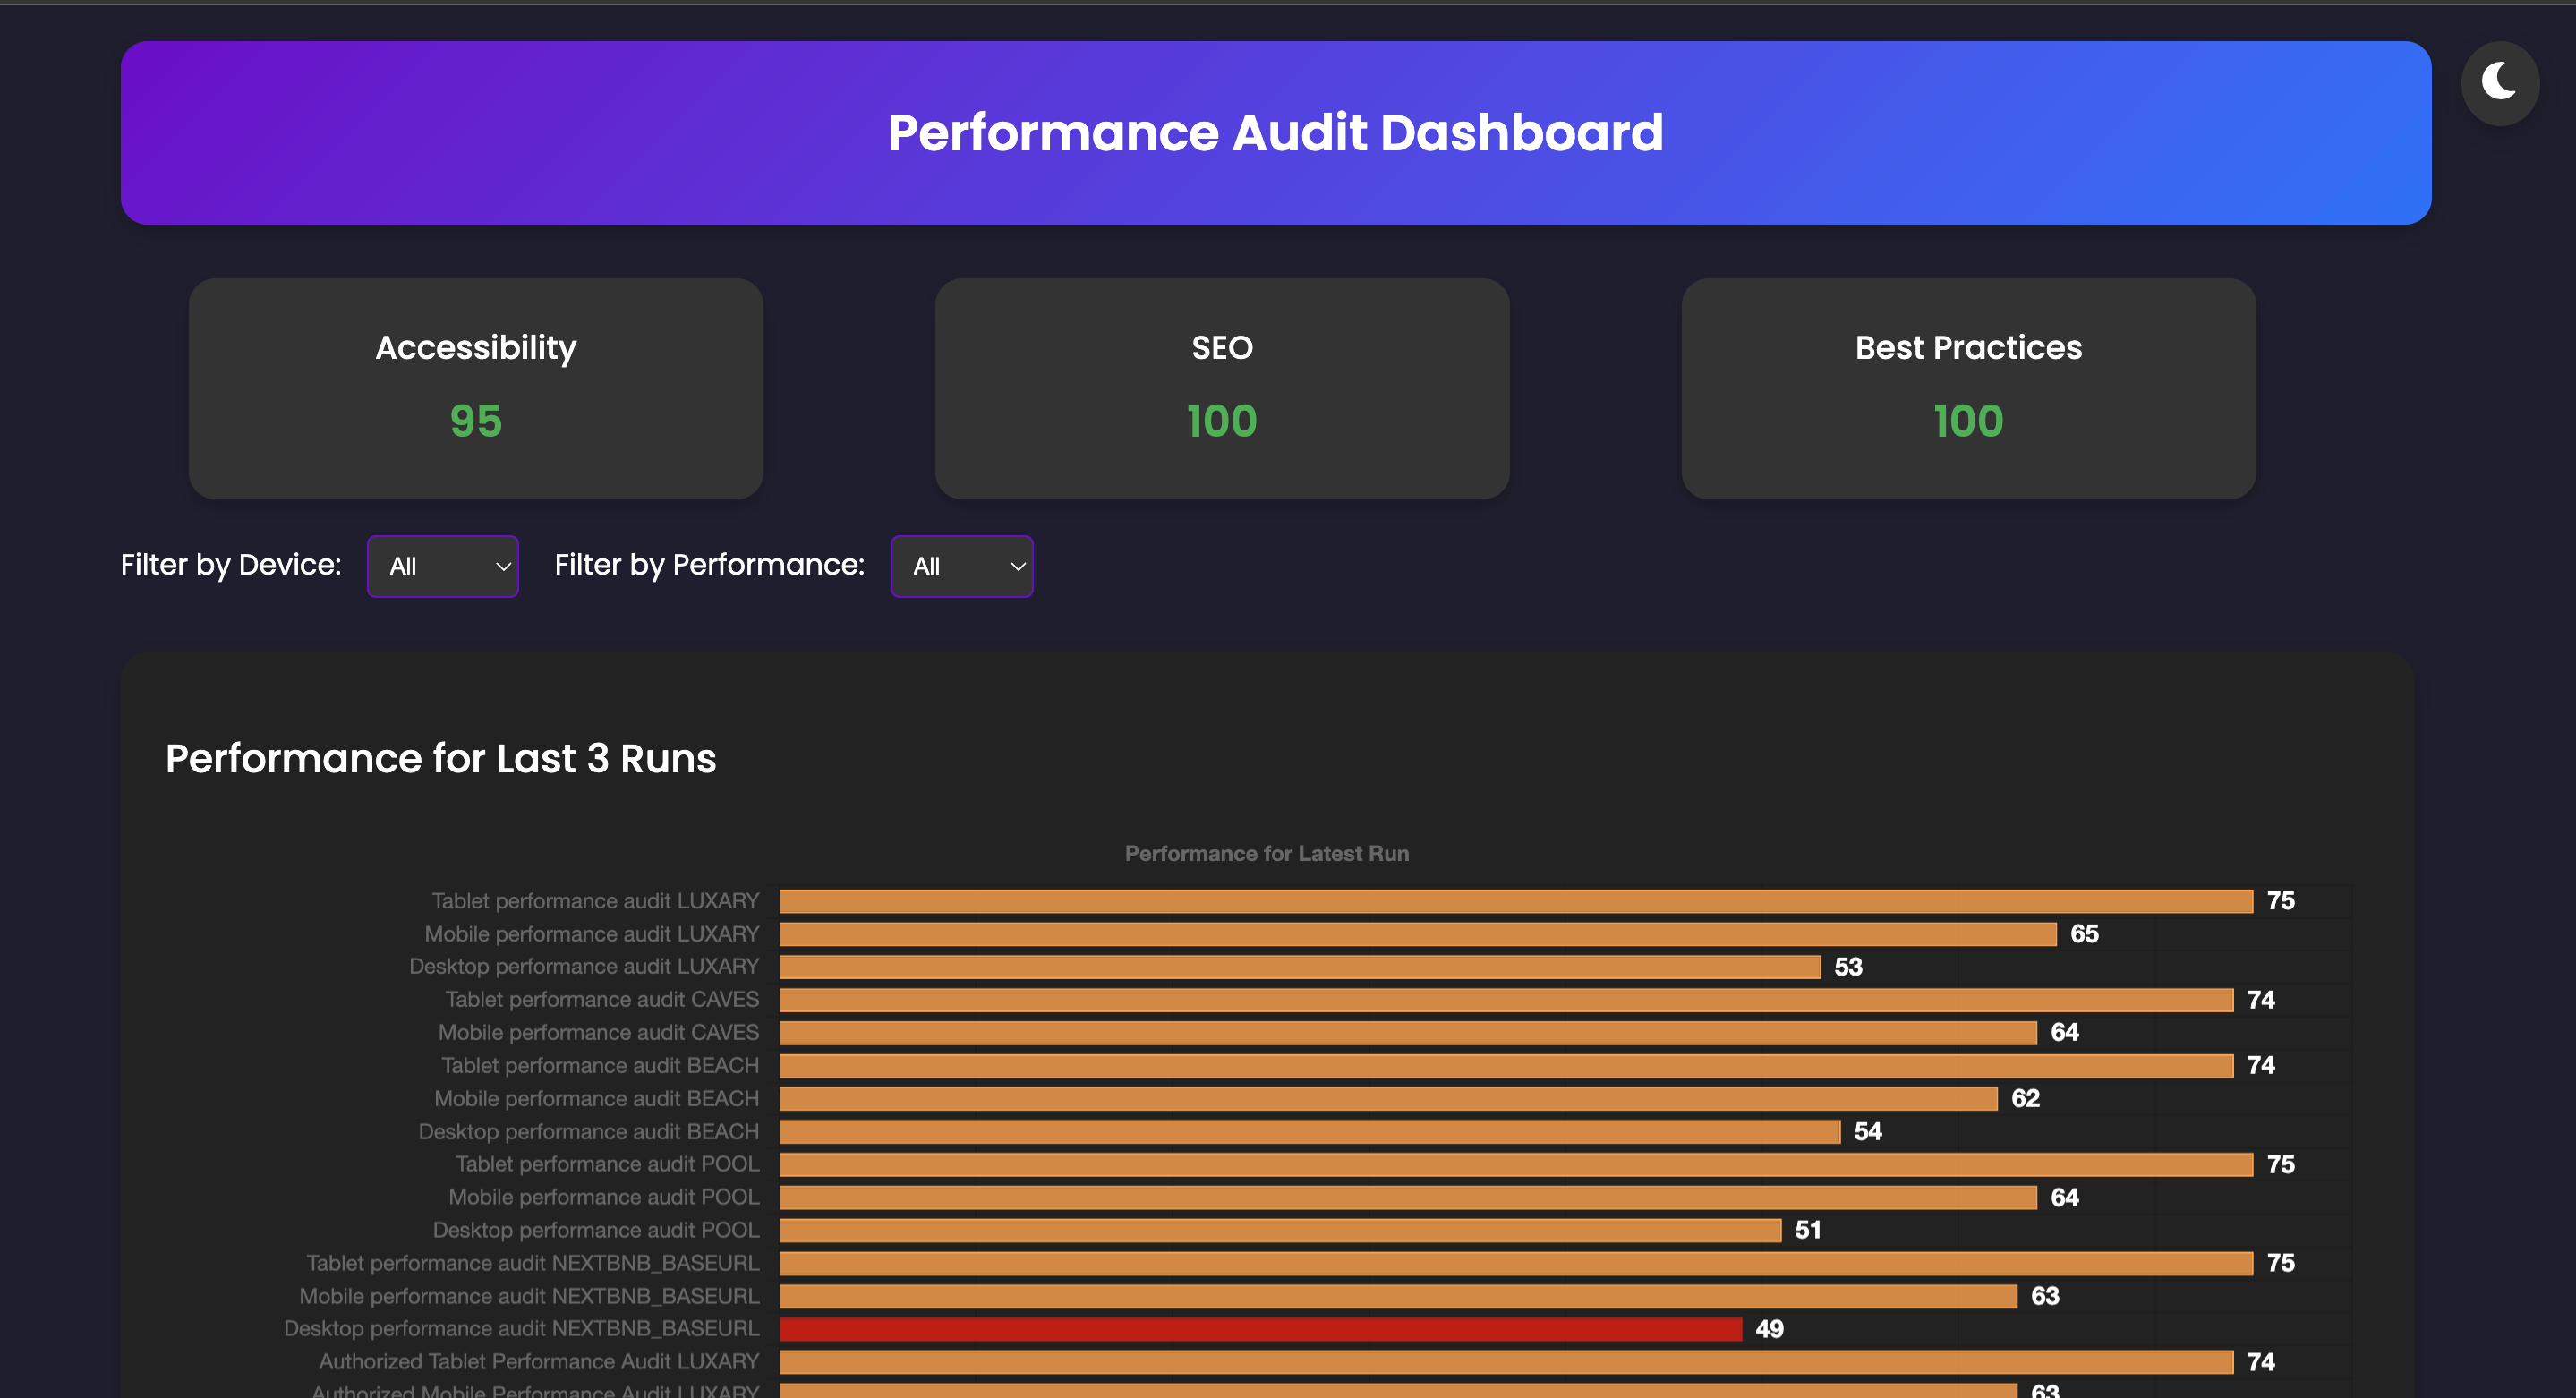 Performance Audit Dashboard
Accessibility
95
SEO
100
Best Practices
100
Filter by Device: All Filter by Performance: All
Performance for Last 3 Runs
Performance for Latest Run
Tablet performance audit LUXARY 75
Mobile performance audit LUXARY 65
Desktop performance audit LUXARY 53
Tablet performance audit CAVES 74
Mobile performance audit CAVES 64
Tablet performance audit BEACH 74
Mobile performance audit BEACH 62
Desktop performance audit BEACH 54
Tablet performance audit POOL 75
Mobile performance audit POOL 64
Desktop performance audit POOL 51
Tablet performance audit NEXTBNB_BASEURL 75
Mobile performance audit NEXTBNB_BASEURL 63
Desktop performance audit NEXTBNB_BASEURL 49
Authorized Tablet Performance Audit LUXARY 74
Authorized Mobile Performance Audit LUXARY 63